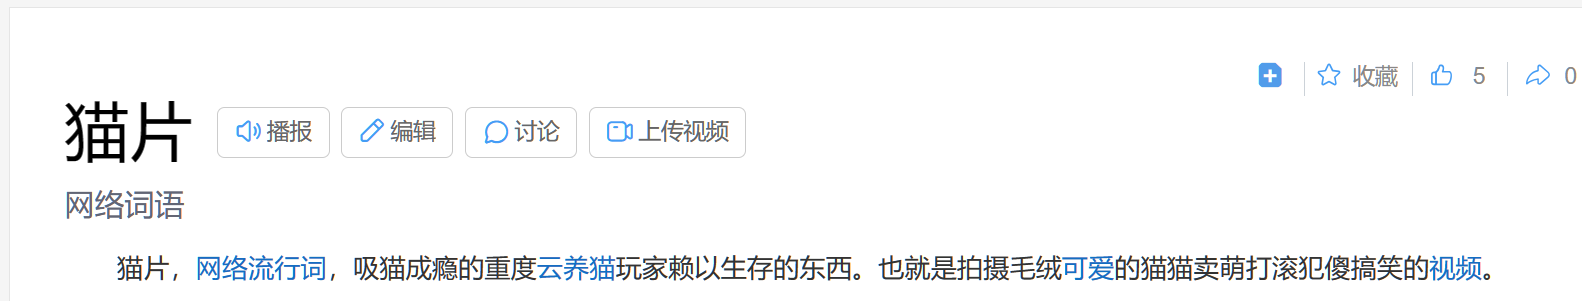 收藏 5 0
猫片 播报 编辑 讨论 上传视频
网络词语
猫片，网络流行词，吸猫成瘾的重度云养猫玩家赖以生存的东西。也就是拍摄毛绒可爱的猫猫卖萌打滚犯傻搞笑的视频。